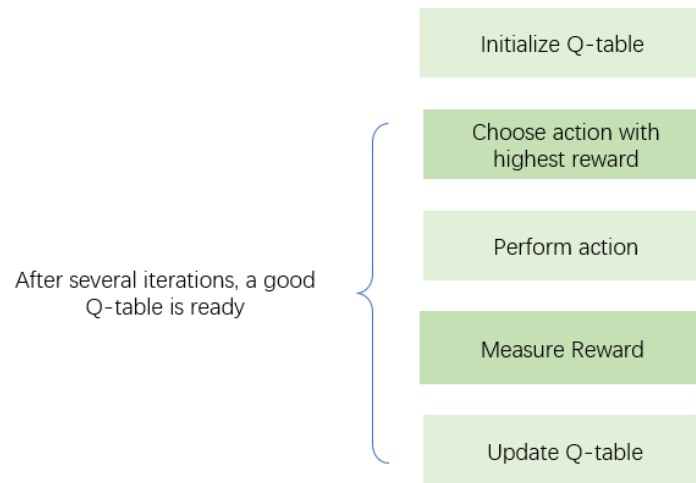 Initialize Q-table
Choose action with
highest reward
Perform action
After several iterations, a good
Q-table is ready
Measure Reward
Update Q-table